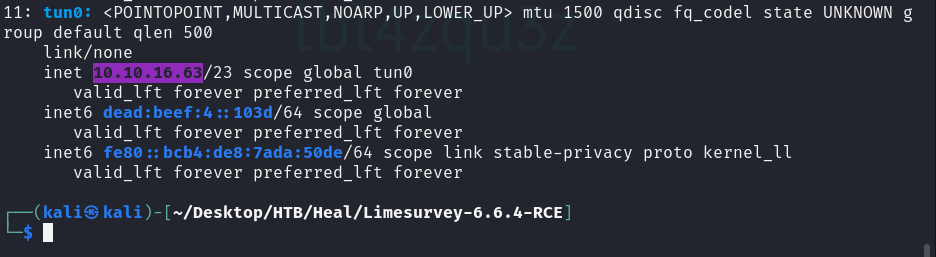 11: tun0: <POINTOPOINT,MULTICAST,NOARP,UP,LOWER_UP> mtu 1500 qdisc fq_codel state UNKNOWN g
roup default qlen 500
link/none
inet 10.10.16.63/23 scope global tun0
valid_lft forever preferred_lft forever
inet6 dead:beef:4::103d/64 scope global
valid_lft forever preferred_lft forever
inet6 fe80::bcb4:de8:7ada:50de/64 scope link stable-privacy proto kernel_ll
valid_lft forever preferred_lft forever
┌──(kali㉿kali)-[~/Desktop/HTB/Heal/Limesurvey-6.6.4-RCE]
└─$